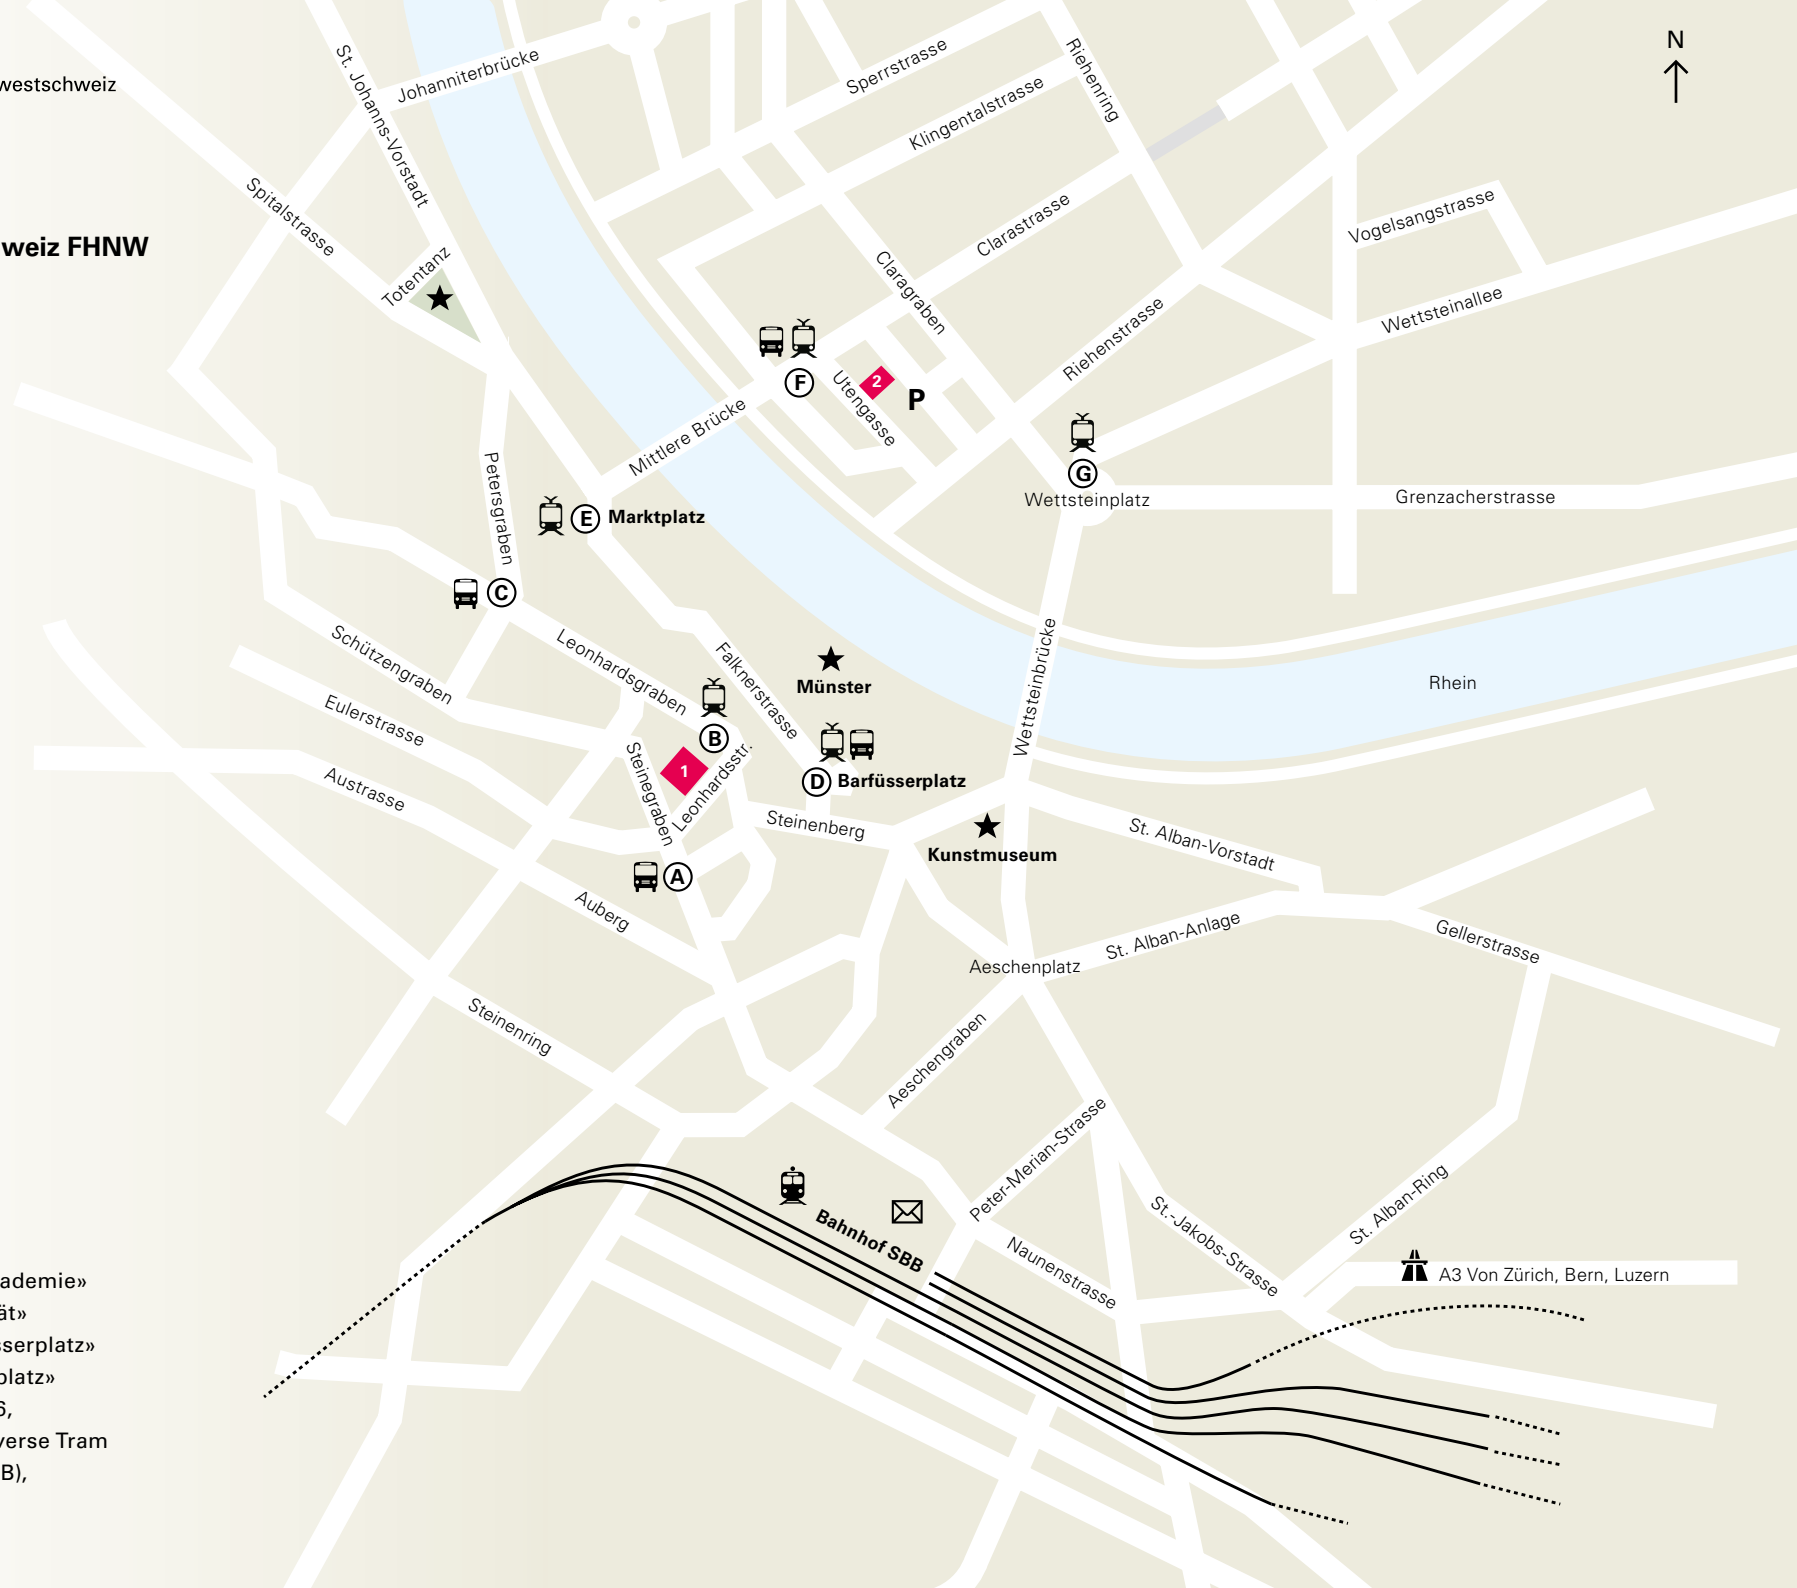 N
westschweiz
weiz FHNW
Johanniterbrücke
St. Johanns-Vorstadt
Spitalstrasse
Totentanz
Sperrstrasse
Klingentalstrasse
Riehenring
Clarastrasse
Claragraben
Vogelsangstrasse
Wettsteinallee
Riehenstrasse
F
2
P
Utengasse
Mittlere Brücke
G
Wettsteinplatz
Grenzacherstrasse
Petersgraben
E Marktplatz
C
Schützengraben
Leonhardsgraben
Falknerstrasse
Münster
Wettsteinbrücke
Rhein
Eulerstrasse
Austrasse
Steinegraben
B
1
Leonhardsstr.
D Barfüsserplatz
Steinenberg
Kunstmuseum
St. Alban-Vorstadt
A
Auberg
St. Alban-Anlage
Gellerstrasse
Aeschenplatz
Steinenring
Aeschengraben
Peter-Merian-Strasse
Bahnhof SBB
Naunenstrasse
St.-Jakobs-Strasse
St. Alban-Ring
A3 Von Zürich, Bern, Luzern
ademie»
ät»
sserplatz»
platz»
6,
verse Tram
B),